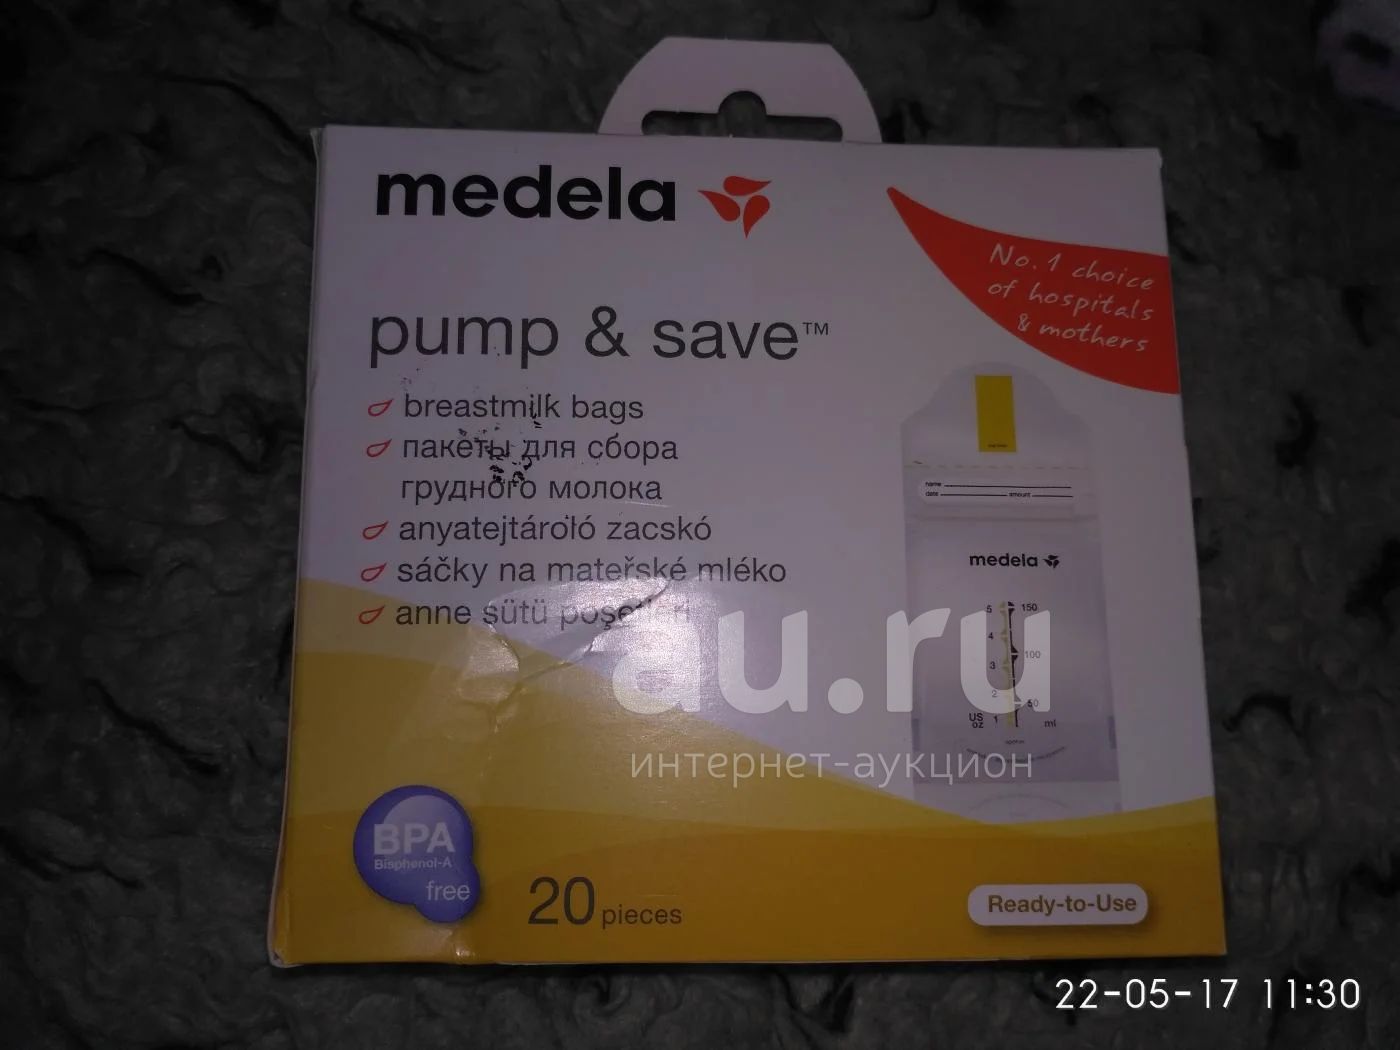 medela
No. 1 choice
of hospitals
& mothers
pump & save™
breastmilk bags
пакеты для сбора
грудного молока
anyatejtároló zacskó
sáčky na mateřské mléko
anne sütü
name
date amount
medela
5 150
4
100
3
2
50
US
oz 1 ml
au.ru
интернет-аукцион
BPA
Bisphenol-A
free
20 pieces
Ready-to-Use
22-05-17 11:30